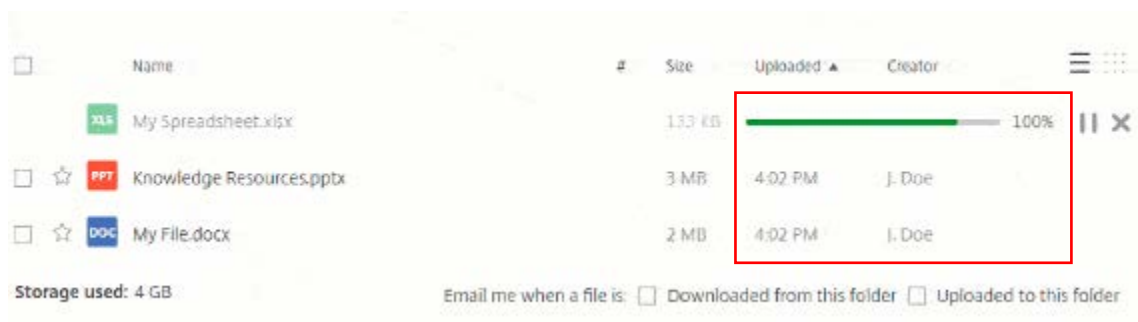 Name # Size Uploaded ▲ Creator
XLS My Spreadsheet.xlsx 133 KB 100%
PPT Knowledge Resources.pptx 3 MB 4:02 PM J. Doe
DOC My File.docx 2 MB 4:02 PM J. Doe
Storage used: 4 GB Email me when a file is: Downloaded from this folder Uploaded to this folder